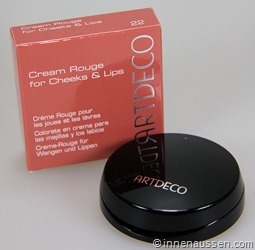 22
Cream Rouge
for Cheeks & Lips
Crème Rouge pour
les joues et les lèvres
Colorete en crema para
las mejillas y los labios
Creme-Rouge für
Wangen und Lippen
ARTDECO
ARTDECO
©innenaussen.com